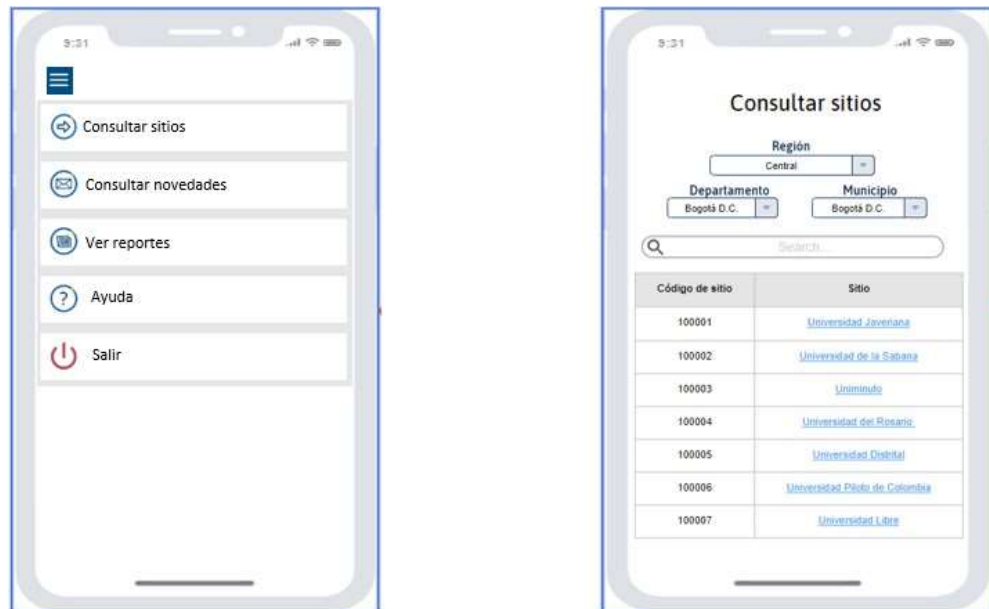 9:31
Consultar sitios
Consultar novedades
Ver reportes
Ayuda
Salir
9:31
Consultar sitios
Región
Central
Departamento Municipio
Bogotá D.C. Bogotá D.C.
Search...
Código de sitio Sitio
100001 Universidad Javeriana
100002 Universidad de la Sabana
100003 Uniminuto
100004 Universidad del Rosario
100005 Universidad Distrital
100006 Universidad Piloto de Colombia
100007 Universidad Libre